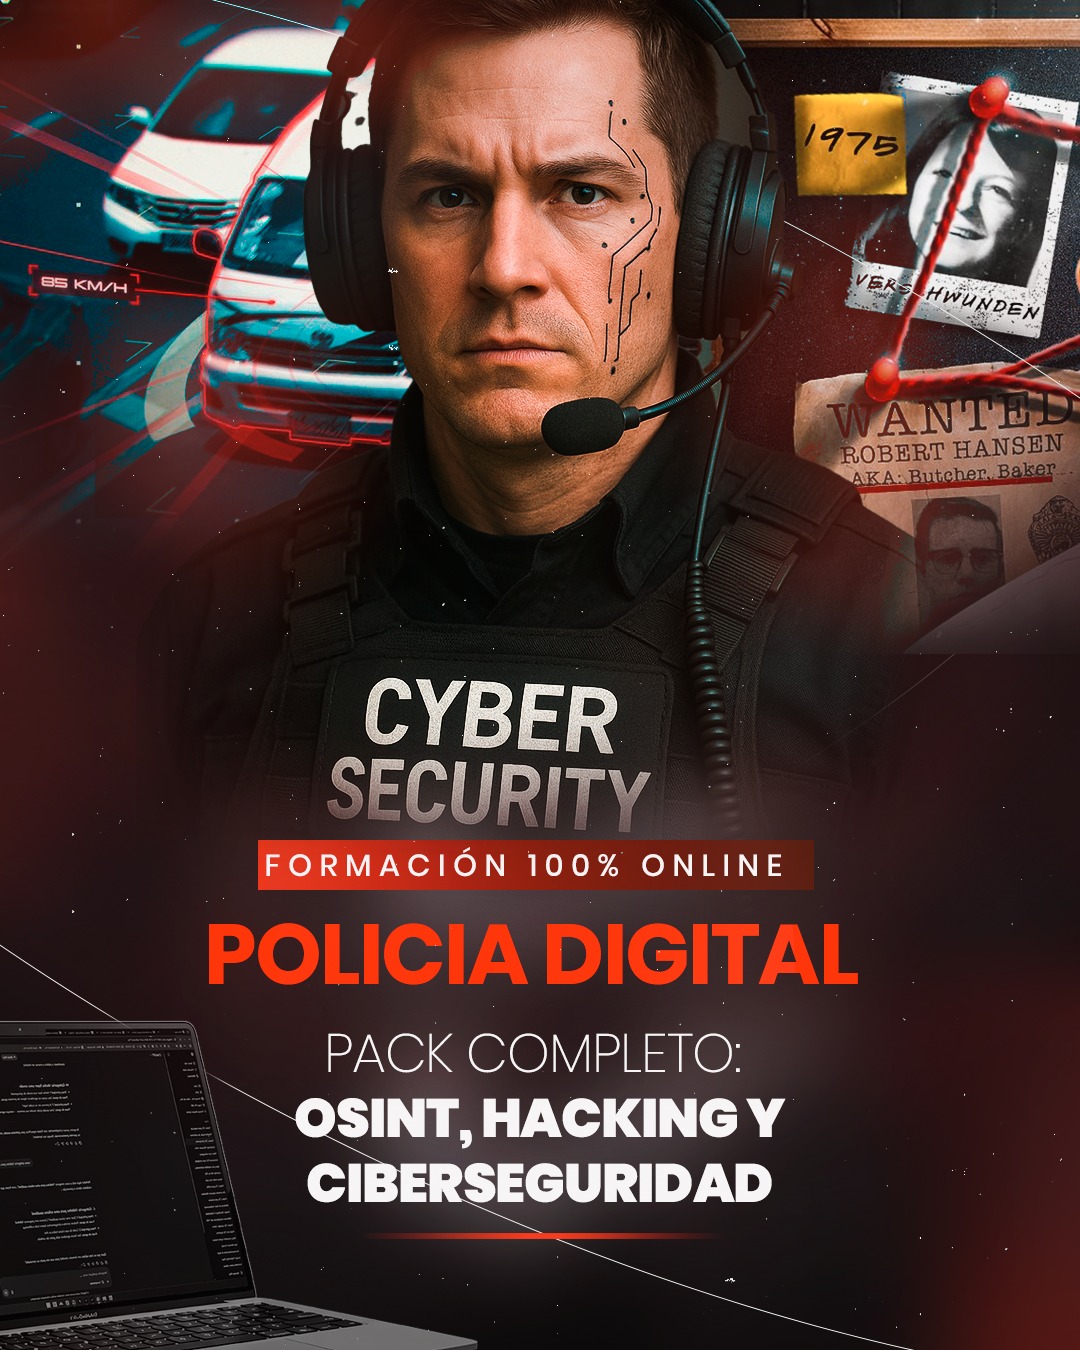 1975
85 KM/H
VERSCHWUNDEN
WANTED
ROBERT HANSEN
AKA: Butcher, Baker
CYBER
SECURITY
FORMACIÓN 100% ONLINE
POLICIA DIGITAL
PACK COMPLETO:
OSINT, HACKING Y
CIBERSEGURIDAD